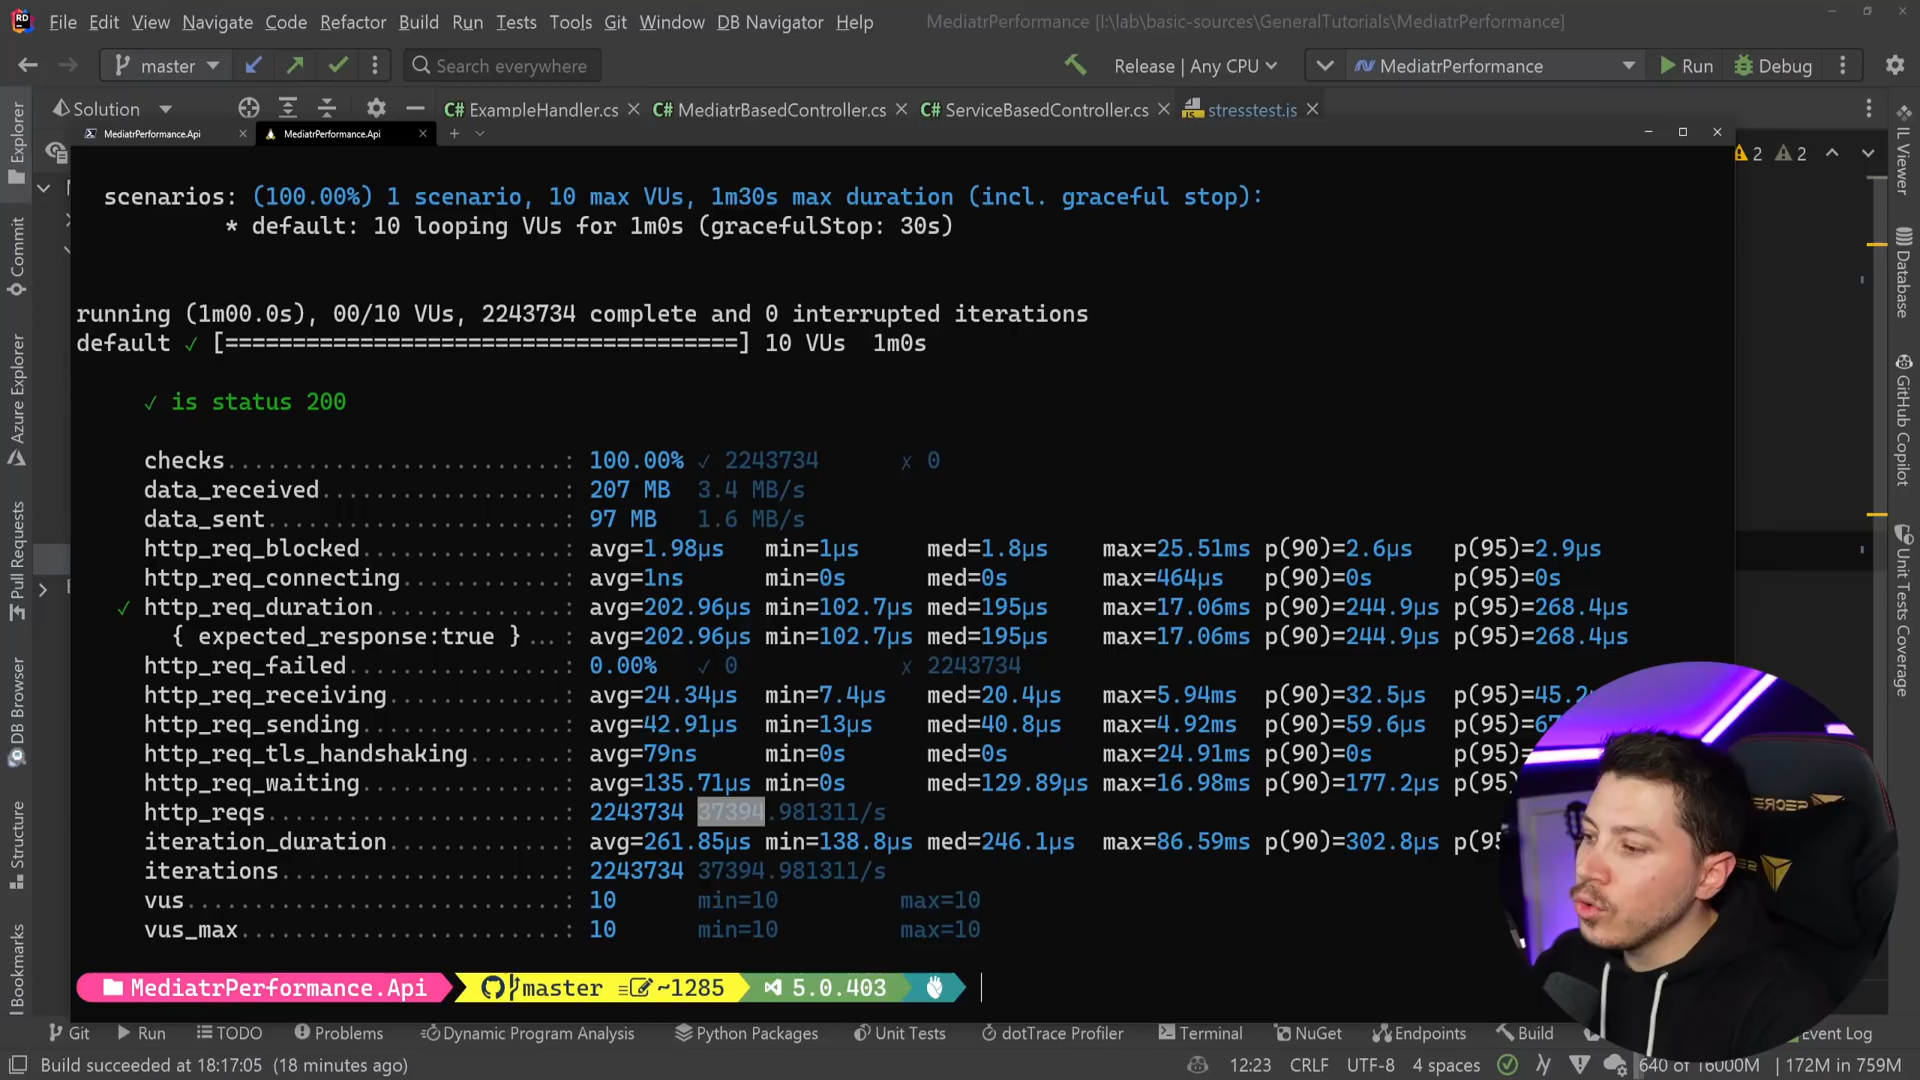 File Edit View Navigate Code Refactor Build Run Tests Tools Git Window DB Navigator Help MediatrPerformance [I:\lab\basic-sources\GeneralTutorials\MediatrPerformance]
master Search everywhere Release | Any CPU MediatrPerformance Run Debug
Solution C# ExampleHandler.cs C# MediatrBasedController.cs C# ServiceBasedController.cs stresstest.js
MediatrPerformance.Api MediatrPerformance.Api
2 2
scenarios: (100.00%) 1 scenario, 10 max VUs, 1m30s max duration (incl. graceful stop):
* default: 10 looping VUs for 1m0s (gracefulStop: 30s)
running (1m00.0s), 00/10 VUs, 2243734 complete and 0 interrupted iterations
default ✓ [======================================] 10 VUs 1m0s
✓ is status 200
checks.........................: 100.00% ✓ 2243734 ✗ 0
data_received..................: 207 MB 3.4 MB/s
data_sent......................: 97 MB 1.6 MB/s
http_req_blocked...............: avg=1.98µs min=1µs med=1.8µs max=25.51ms p(90)=2.6µs p(95)=2.9µs
http_req_connecting............: avg=1ns min=0s med=0s max=464µs p(90)=0s p(95)=0s
✓ http_req_duration..............: avg=202.96µs min=102.7µs med=195µs max=17.06ms p(90)=244.9µs p(95)=268.4µs
{ expected_response:true }...: avg=202.96µs min=102.7µs med=195µs max=17.06ms p(90)=244.9µs p(95)=268.4µs
http_req_failed................: 0.00% ✓ 0 ✗ 2243734
http_req_receiving.............: avg=24.34µs min=7.4µs med=20.4µs max=5.94ms p(90)=32.5µs p(95)=45.2
http_req_sending...............: avg=42.91µs min=13µs med=40.8µs max=4.92ms p(90)=59.6µs p(95)=6
http_req_tls_handshaking.......: avg=79ns min=0s med=0s max=24.91ms p(90)=0s p(95)=
http_req_waiting...............: avg=135.71µs min=0s med=129.89µs max=16.98ms p(90)=177.2µs p(95)
http_reqs......................: 2243734 37394.981311/s
iteration_duration.............: avg=261.85µs min=138.8µs med=246.1µs max=86.59ms p(90)=302.8µs p(95
iterations.....................: 2243734 37394.981311/s
vus............................: 10 min=10 max=10
vus_max........................: 10 min=10 max=10
MediatrPerformance.Api master ~1285 5.0.403
Explorer
Commit
Azure Explorer
Pull Requests
DB Browser
Structure
Bookmarks
IL Viewer
Database
GitHub Copilot
Unit Tests Coverage
SECRE
Git Run TODO Problems Dynamic Program Analysis Python Packages Unit Tests dotTrace Profiler Terminal NuGet Endpoints Build Event Log
Build succeeded at 18:17:05 (18 minutes ago) 12:23 CRLF UTF-8 4 spaces 640 of 16000M 172M in 759M